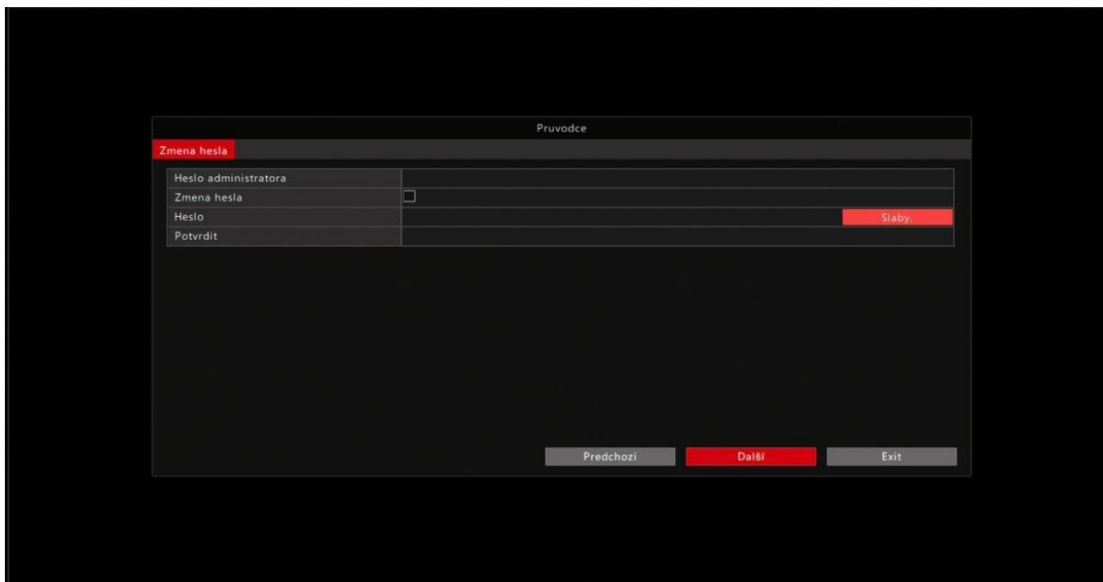 Pruvodce
Zmena hesla
Heslo administratora
Zmena hesla
Heslo Slaby.
Potvrdit
Predchozi Další Exit